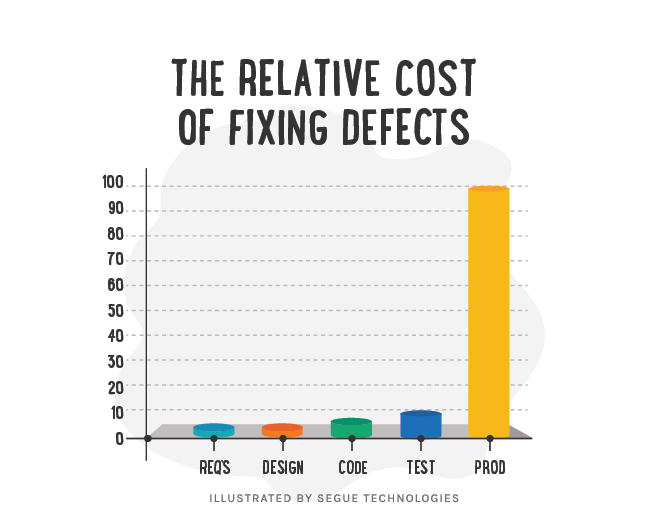 THE RELATIVE COST
OF FIXING DEFECTS
100
90
80
70
60
50
40
30
20
10
0
REQ'S DESIGN CODE TEST PROD
ILLUSTRATED BY SEGUE TECHNOLOGIES